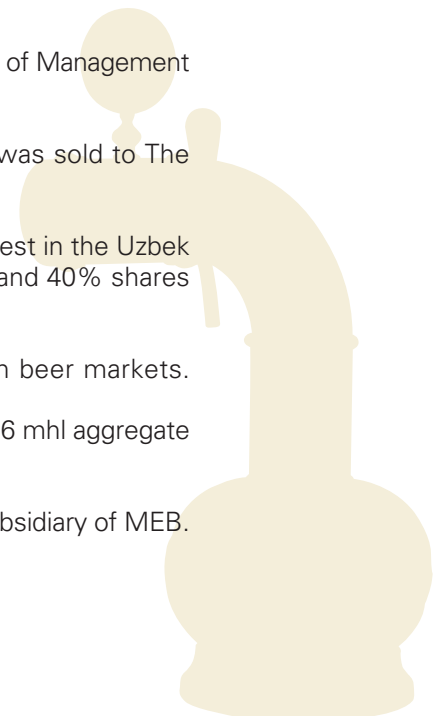 of Management
was sold to The
est in the Uzbek
and 40% shares
n beer markets.
6 mhl aggregate
bsidiary of MEB.